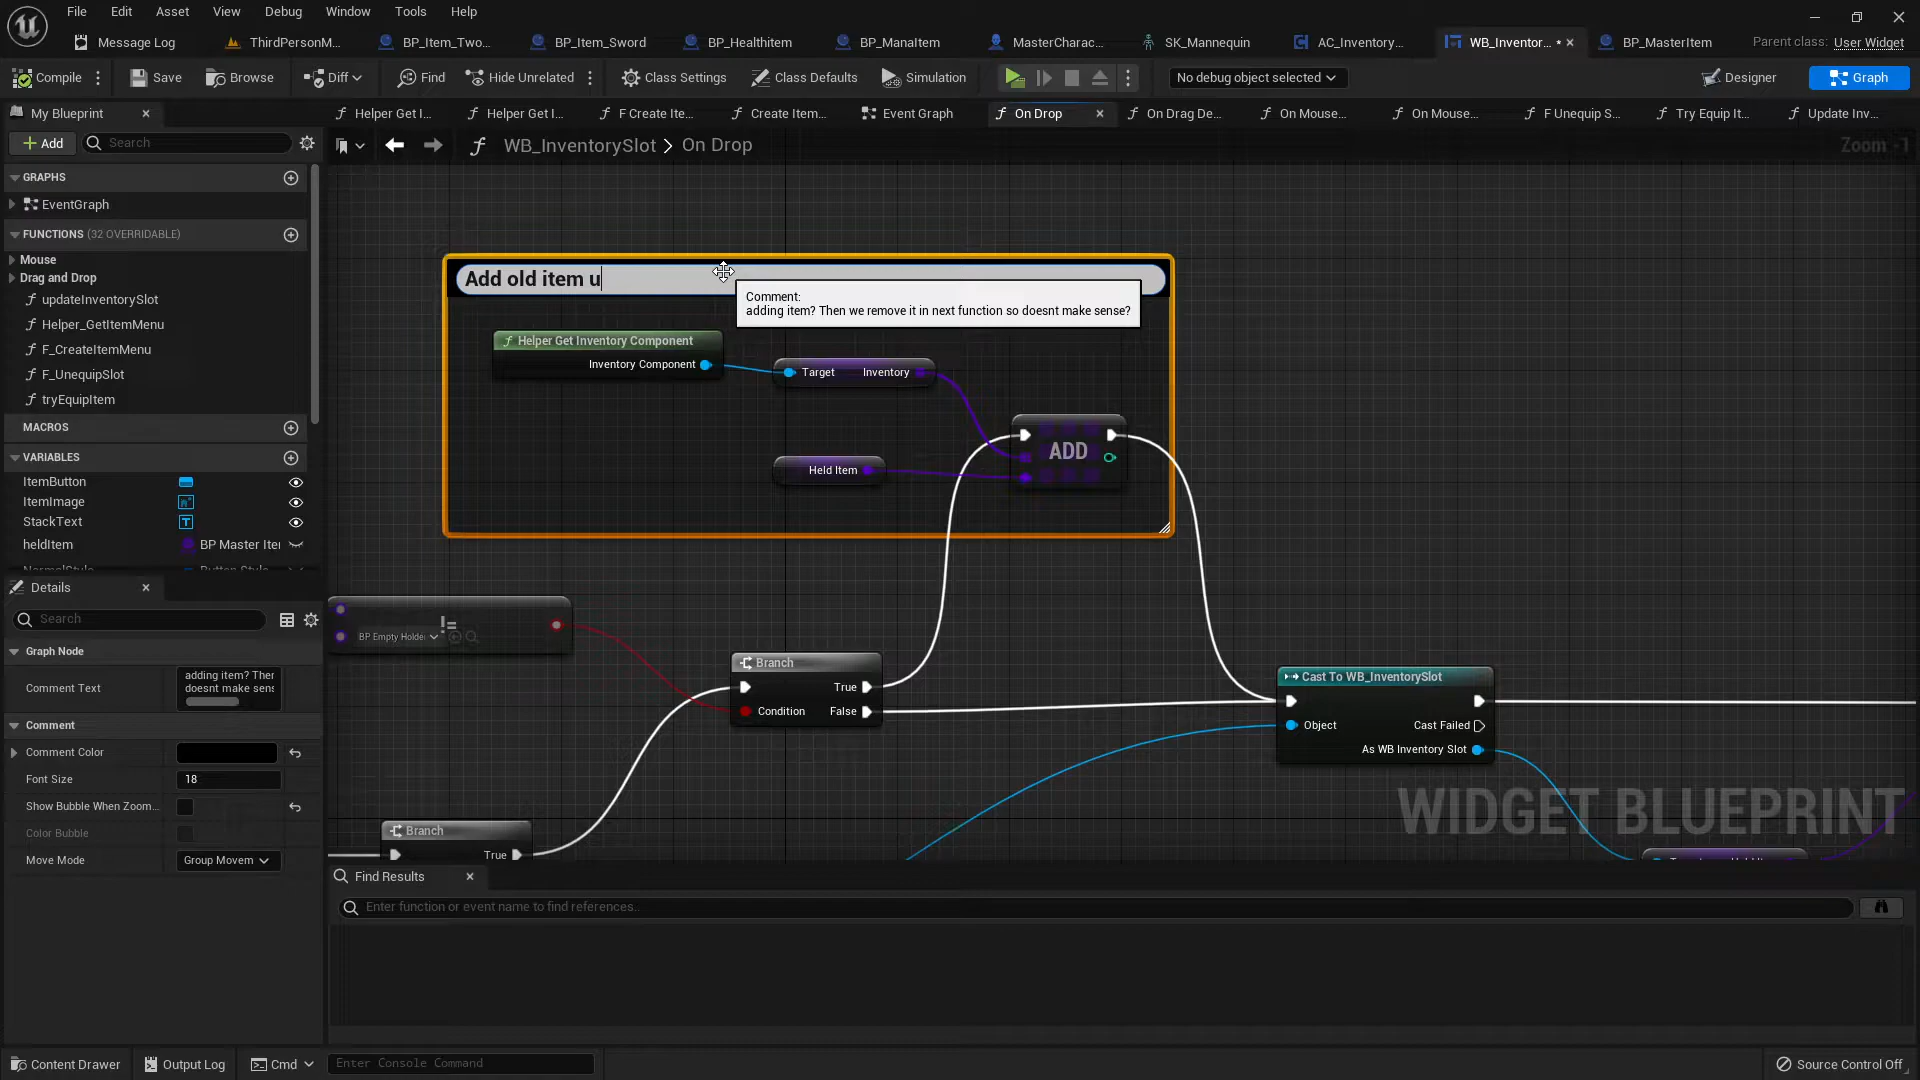 File Edit Asset View Debug Window Tools Help
Message Log ThirdPersonM... BP_Item_Two... BP_Item_Sword BP_Healthitem BP_ManaItem MasterCharac... SK_Mannequin AC_Inventory... WB_Inventor... * BP_MasterItem Parent class: User Widget
Compile Save Browse Diff Find Hide Unrelated Class Settings Class Defaults Simulation No debug object selected Designer Graph
My Blueprint Helper Get I... Helper Get I... F Create Ite... Create Item... Event Graph On Drop On Drag De... On Mouse... On Mouse... F Unequip S... Try Equip It... Update Inv...
+ Add Search WB_InventorySlot > On Drop Zoom -1
GRAPHS
EventGraph
FUNCTIONS (32 OVERRIDABLE)
Mouse
Drag and Drop
updateInventorySlot
Helper_GetItemMenu
F_CreateItemMenu
F_UnequipSlot
tryEquipItem
MACROS
VARIABLES
ItemButton
ItemImage
StackText
heldItem BP Master Iter
Details
Search
Graph Node
Comment Text adding item? Ther
doesnt make sens
Comment
Comment Color
Font Size 18
Show Bubble When Zoom...
Color Bubble
Move Mode Group Movem
Add old item u
Comment:
adding item? Then we remove it in next function so doesnt make sense?
Helper Get Inventory Component
Inventory Component
Target Inventory
Held Item
ADD
!=
BP Empty Holde
Branch
True
Condition False
Cast To WB_InventorySlot
Object Cast Failed
As WB Inventory Slot
WIDGET BLUEPRINT
Branch
True
Find Results
Enter function or event name to find references..
Content Drawer Output Log Cmd Enter Console Command Source Control Off